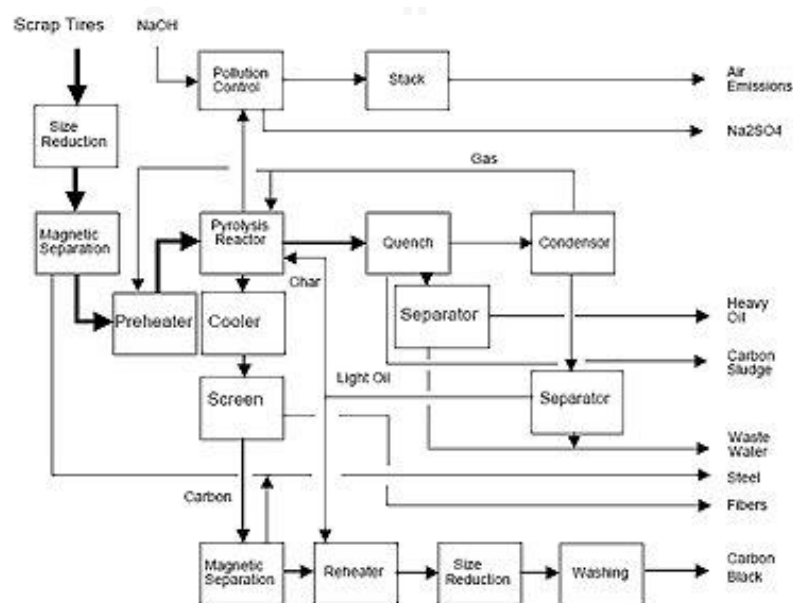 Scrap Tires
NaOH
Pollution
Control
Stack
Air
Emissions
Na2SO4
Size
Reduction
Gas
Magnetic
Separation
Pyrolysis
Reactor
Quench
Condensor
Char
Preheater
Cooler
Separator
Heavy
Oil
Carbon
Sludge
Light Oil
Screen
Separator
Waste
Water
Steel
Carbon
Fibers
Magnetic
Separation
Reheater
Size
Reduction
Washing
Carbon
Black